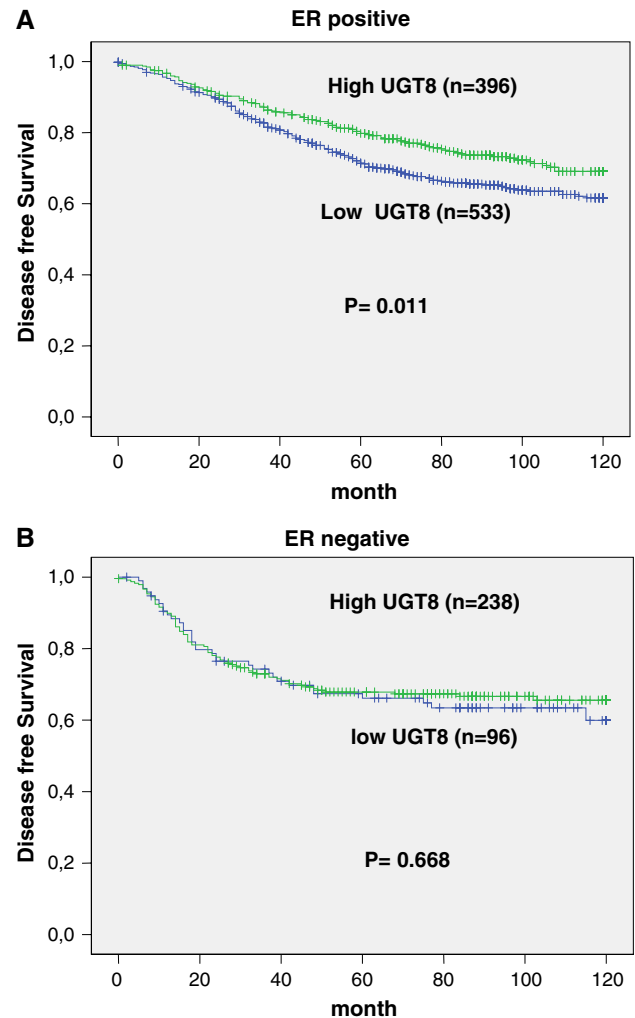 A
ER positive
Disease free Survival
1,0
0,8
0,6
0,4
0,2
0,0
High UGT8 (n=396)
Low UGT8 (n=533)
P= 0.011
0 20 40 60 80 100 120
month
B
ER negative
Disease free Survival
1,0
0,8
0,6
0,4
0,2
0,0
High UGT8 (n=238)
low UGT8 (n=96)
P= 0.668
0 20 40 60 80 100 120
month